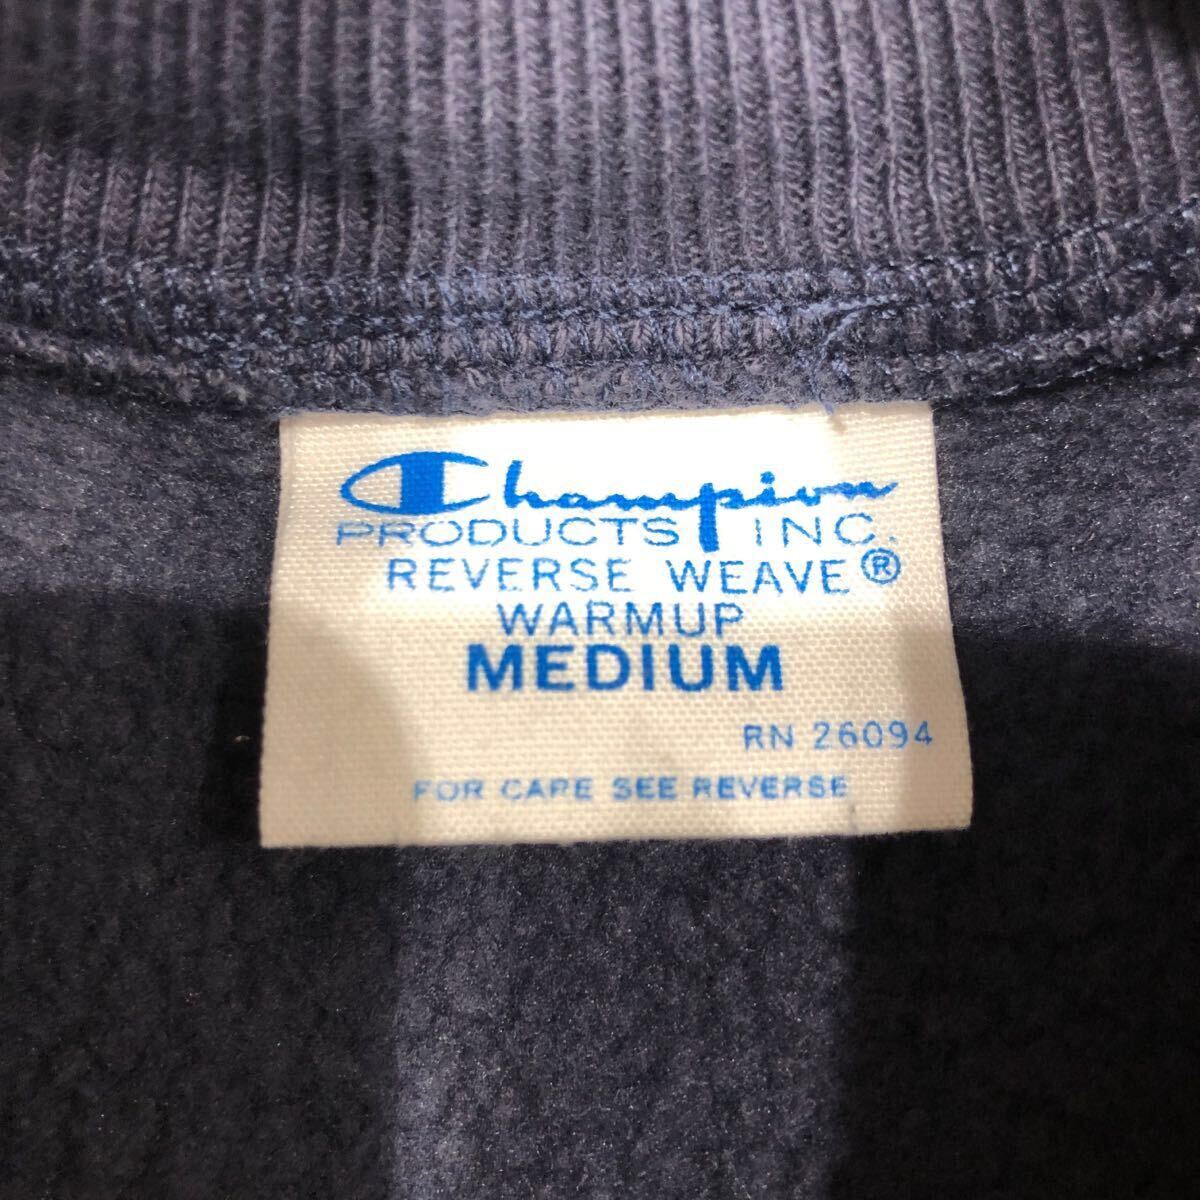 Champion
PRODUCTS INC.
REVERSE WEAVE®
WARMUP
MEDIUM
RN 26094
FOR CARE SEE REVERSE